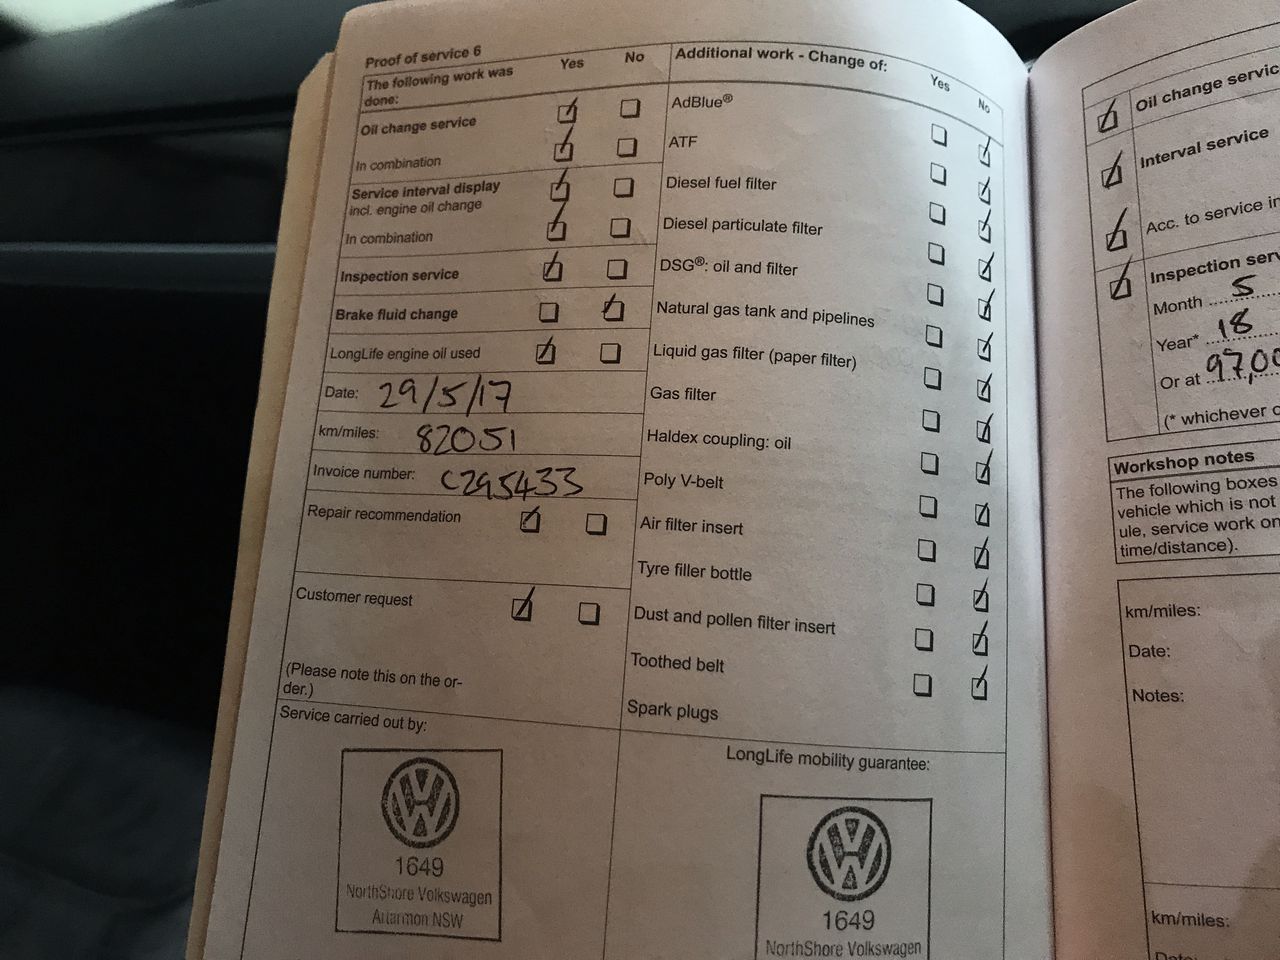 Proof of service 6
The following work was
done:
Yes No
Oil change service
In combination
Service interval display
incl. engine oil change
In combination
Inspection service
Brake fluid change
LongLife engine oil used
Date: 29/5/17
km/miles: 82051
Invoice number: C295433
Repair recommendation
Customer request
(Please note this on the or-
der.)
Service carried out by:
1649
NorthShore Volkswagen
Artarmon NSW
Additional work - Change of:
Yes No
AdBlue®
ATF
Diesel fuel filter
Diesel particulate filter
DSG®: oil and filter
Natural gas tank and pipelines
Liquid gas filter (paper filter)
Gas filter
Haldex coupling: oil
Poly V-belt
Air filter insert
Tyre filler bottle
Dust and pollen filter insert
Toothed belt
Spark plugs
LongLife mobility guarantee:
1649
NorthShore Volkswagen
Oil change servic
Interval service
Acc. to service in
Inspection serv
Month 5
Year* 18
Or at 97,00
(* whichever c
Workshop notes
The following boxes
vehicle which is not
ule, service work on
time/distance).
km/miles:
Date:
Notes:
km/miles:
Date: